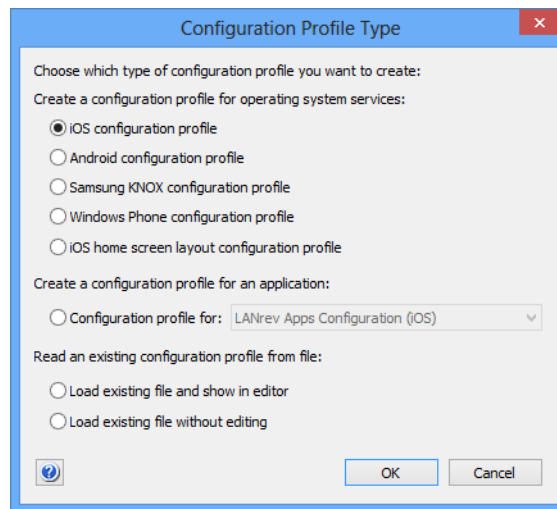 Configuration Profile Type
Choose which type of configuration profile you want to create:
Create a configuration profile for operating system services:
iOS configuration profile
Android configuration profile
Samsung KNOX configuration profile
Windows Phone configuration profile
iOS home screen layout configuration profile
Create a configuration profile for an application:
Configuration profile for: LANrev Apps Configuration (iOS)
Read an existing configuration profile from file:
Load existing file and show in editor
Load existing file without editing
OK Cancel